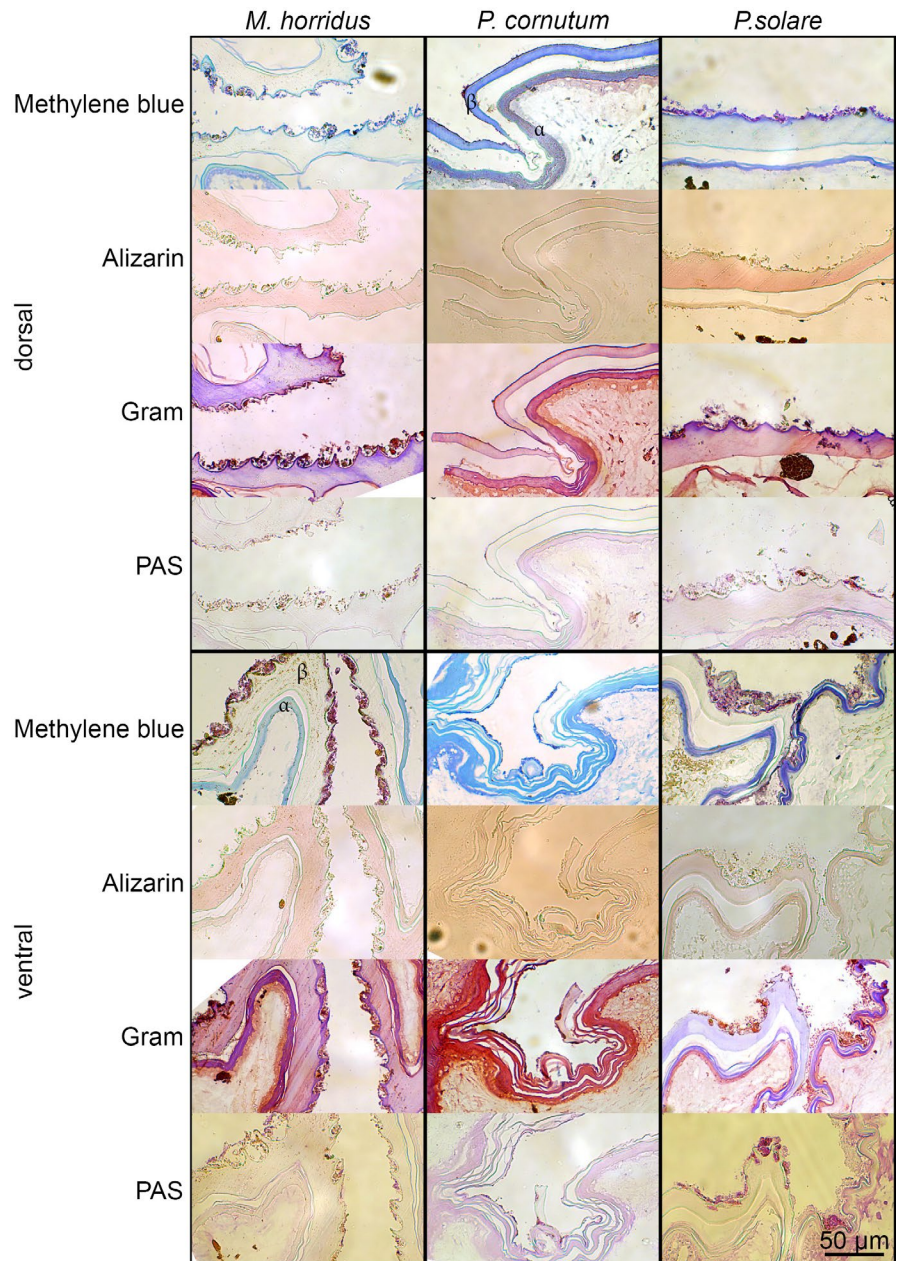 M. horridus P. cornutum P.solare
Methylene blue
β
α
Alizarin
dorsal
Gram
PAS
Methylene blue
β
α
Alizarin
ventral
Gram
PAS
50 µm